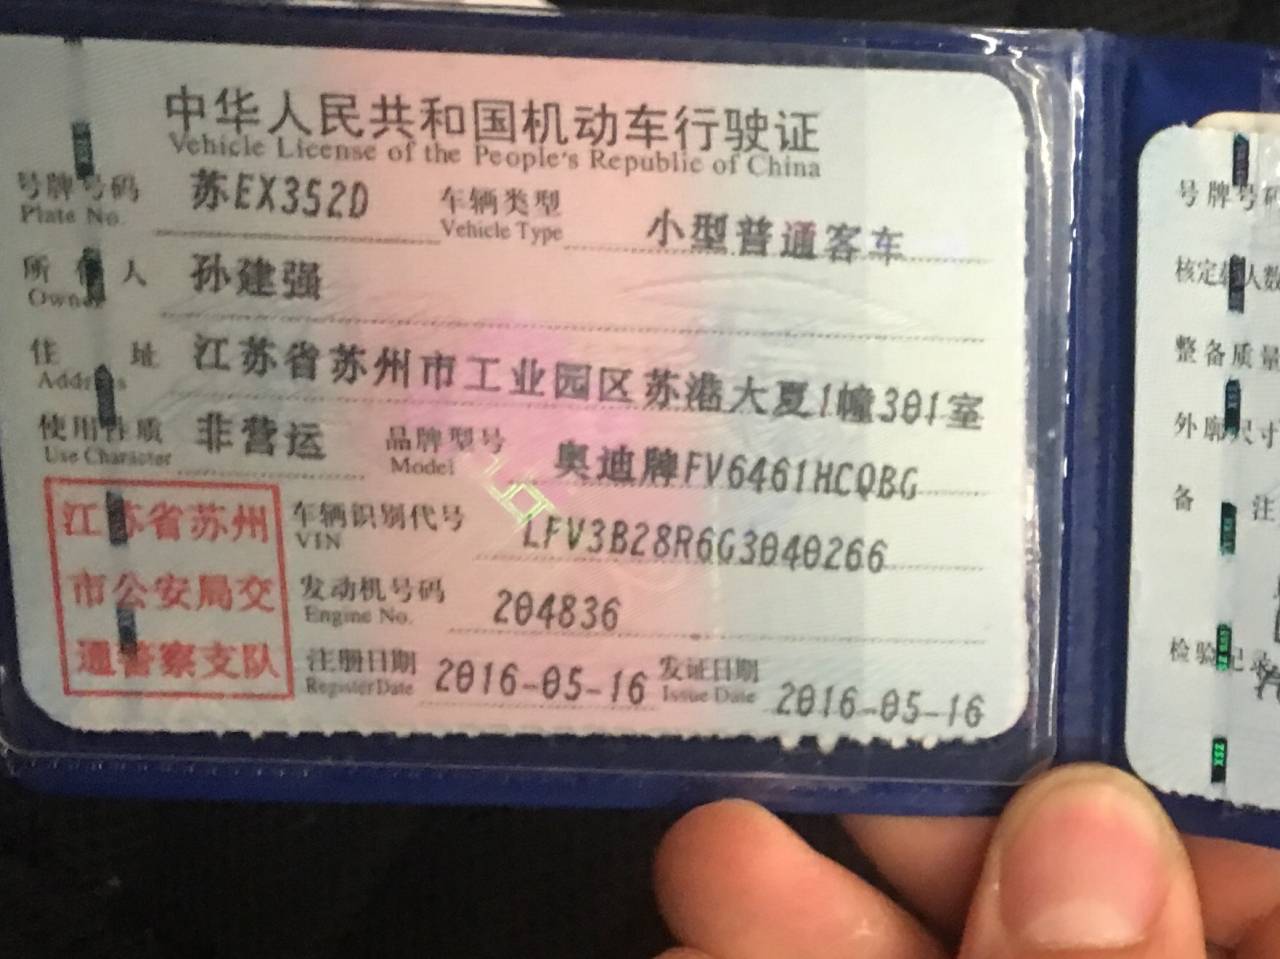 中华人民共和国机动车行驶证
Vehicle License of the People's Republic of China
号牌号码 苏EX352D 车辆类型 小型普通客车
Plate No. Vehicle Type
所有人 孙建强
Owner
住址 江苏省苏州市工业园区苏港大夏1幢301室
Address
使用性质 非营运 品牌型号 奥迪牌FV6461HCQBG
Use Character Model
江苏省苏州
市公安局交
通警察支队
车辆识别代号 LFV3B28R6G3040266
VIN
发动机号码 204836
Engine No.
注册日期 2016-05-16 发证日期 2016-05-16
Register Date Issue Date
号牌号码
核定载人数
整备质量
外廓尺寸
备注
检验记录